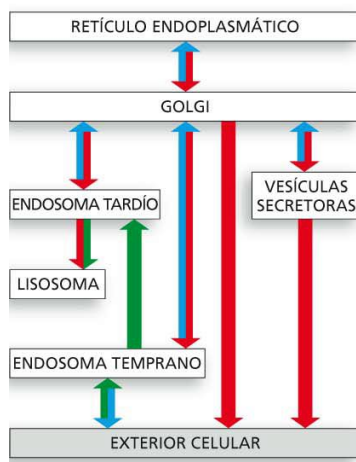 RETÍCULO ENDOPLASMÁTICO
GOLGI
ENDOSOMA TARDÍO
VESÍCULAS
SECRETORAS
LISOSOMA
ENDOSOMA TEMPRANO
EXTERIOR CELULAR